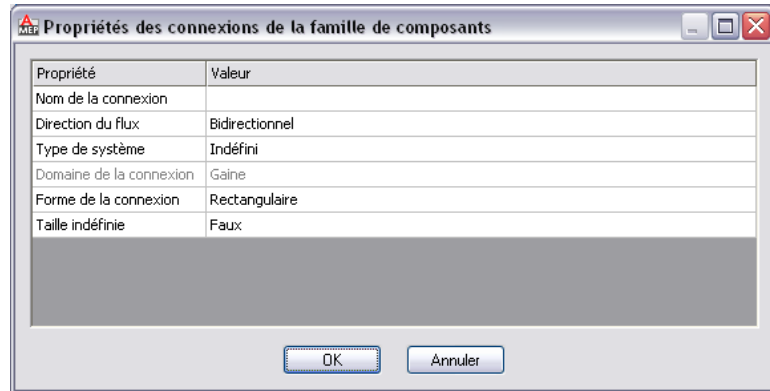 Propriétés des connexions de la famille de composants
Propriété Valeur
Nom de la connexion
Direction du flux Bidirectionnel
Type de système Indéfini
Domaine de la connexion Gaine
Forme de la connexion Rectangulaire
Taille indéfinie Faux
OK Annuler